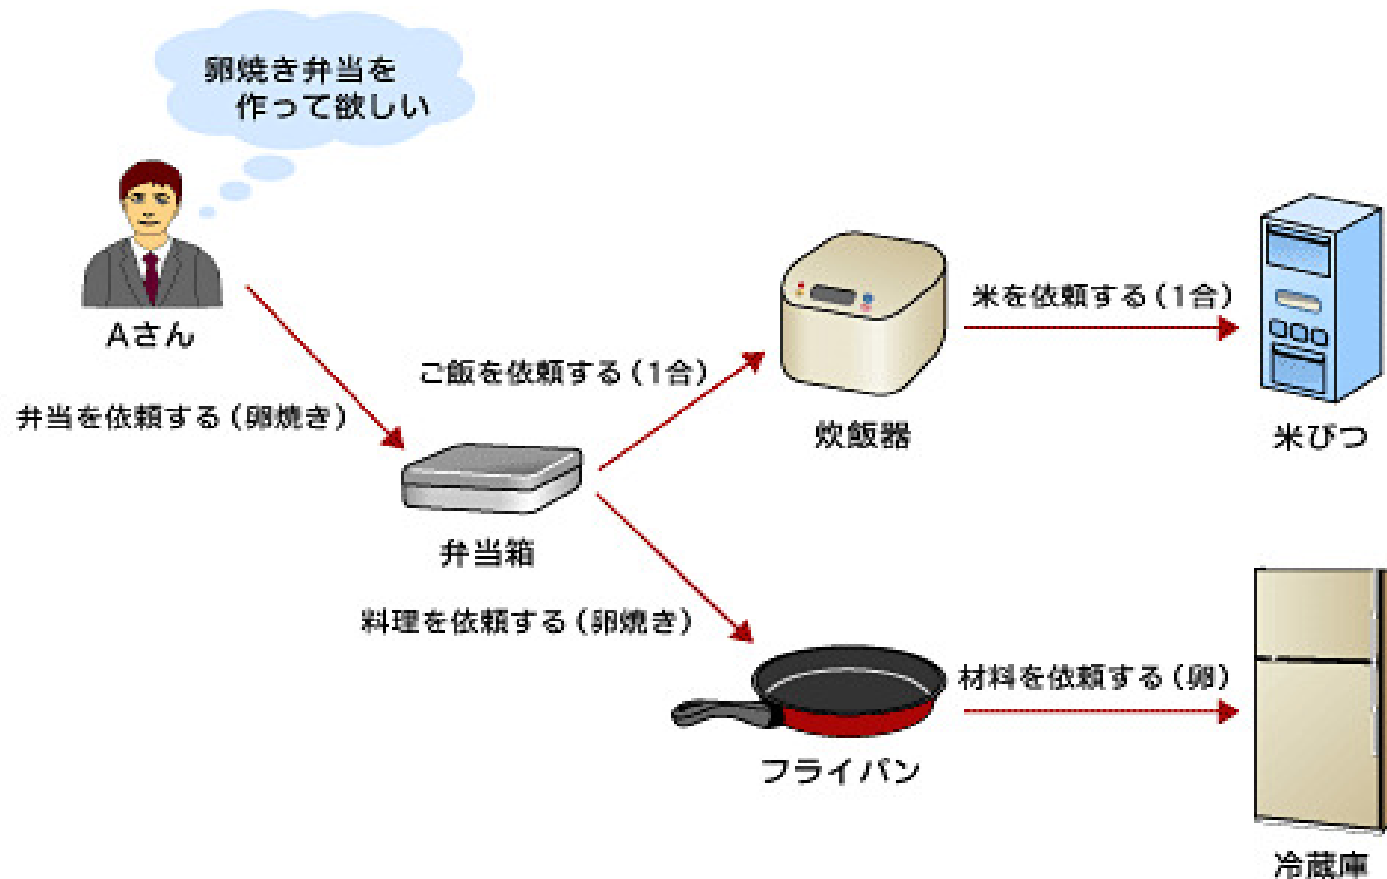 卵焼き弁当を
作って欲しい
Aさん
弁当を依頼する(卵焼き)
弁当箱
ご飯を依頼する(1合)
炊飯器
米を依頼する(1合)
米びつ
料理を依頼する(卵焼き)
フライパン
材料を依頼する(卵)
冷蔵庫